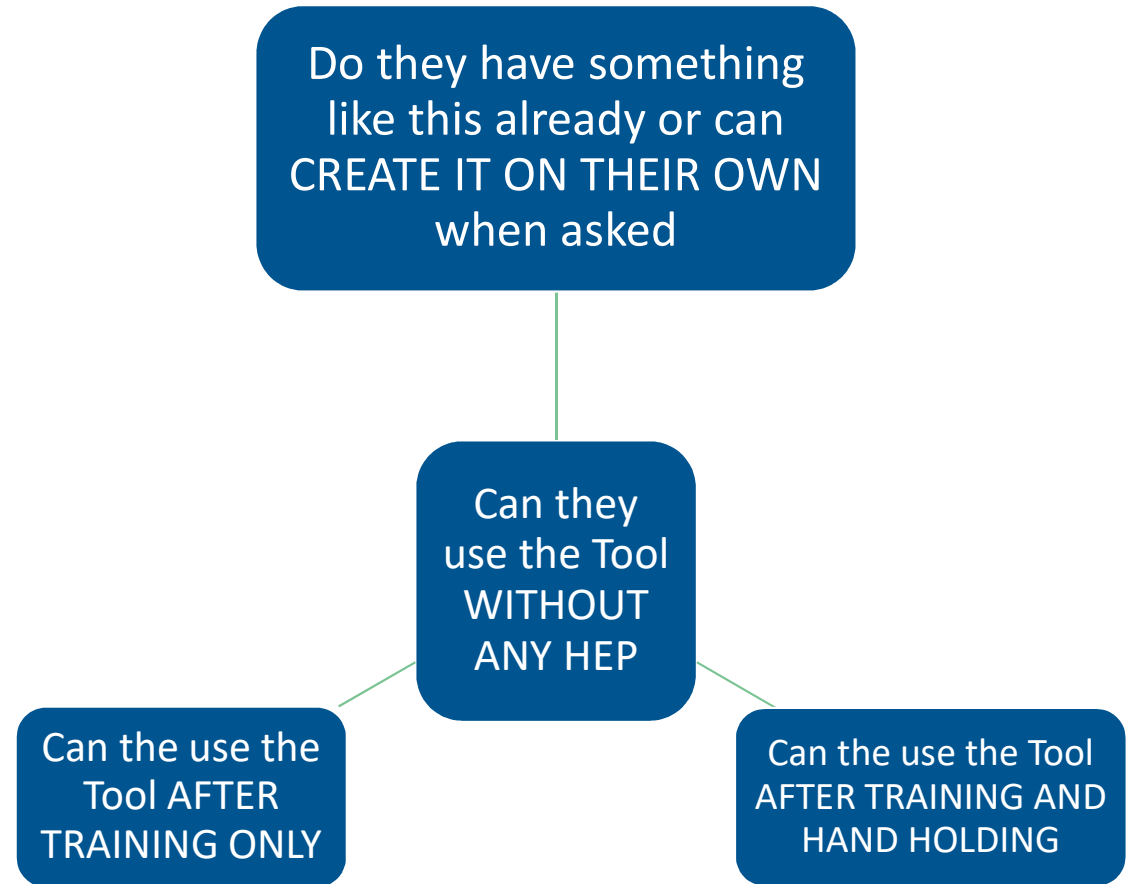 Do they have something
like this already or can
CREATE IT ON THEIR OWN
when asked
Can they
use the Tool
WITHOUT
ANY HEP
Can the use the
Tool AFTER
TRAINING ONLY
Can the use the Tool
AFTER TRAINING AND
HAND HOLDING